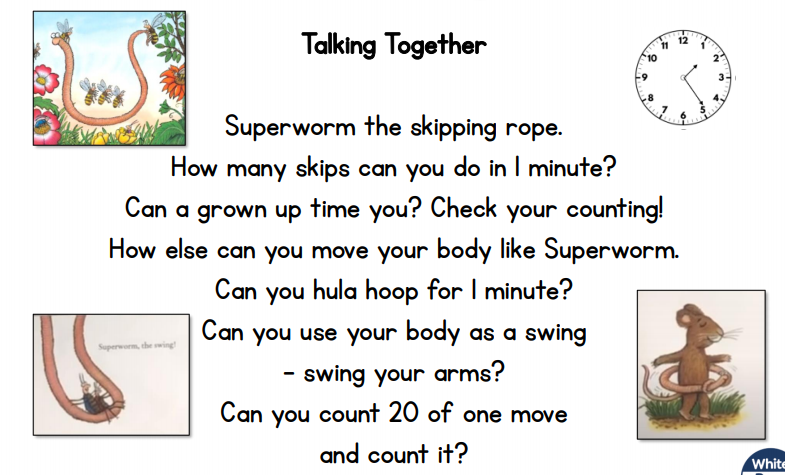 Talking Together
12
1
2
3
4
5
6
7
8
9
10
11
Superworm the skipping rope.
How many skips can you do in 1 minute?
Can a grown up time you? Check your counting!
How else can you move your body like Superworm.
Can you hula hoop for 1 minute?
Superworm, the swing!
Can you use your body as a swing
- swing your arms?
Can you count 20 of one move
and count it?
White